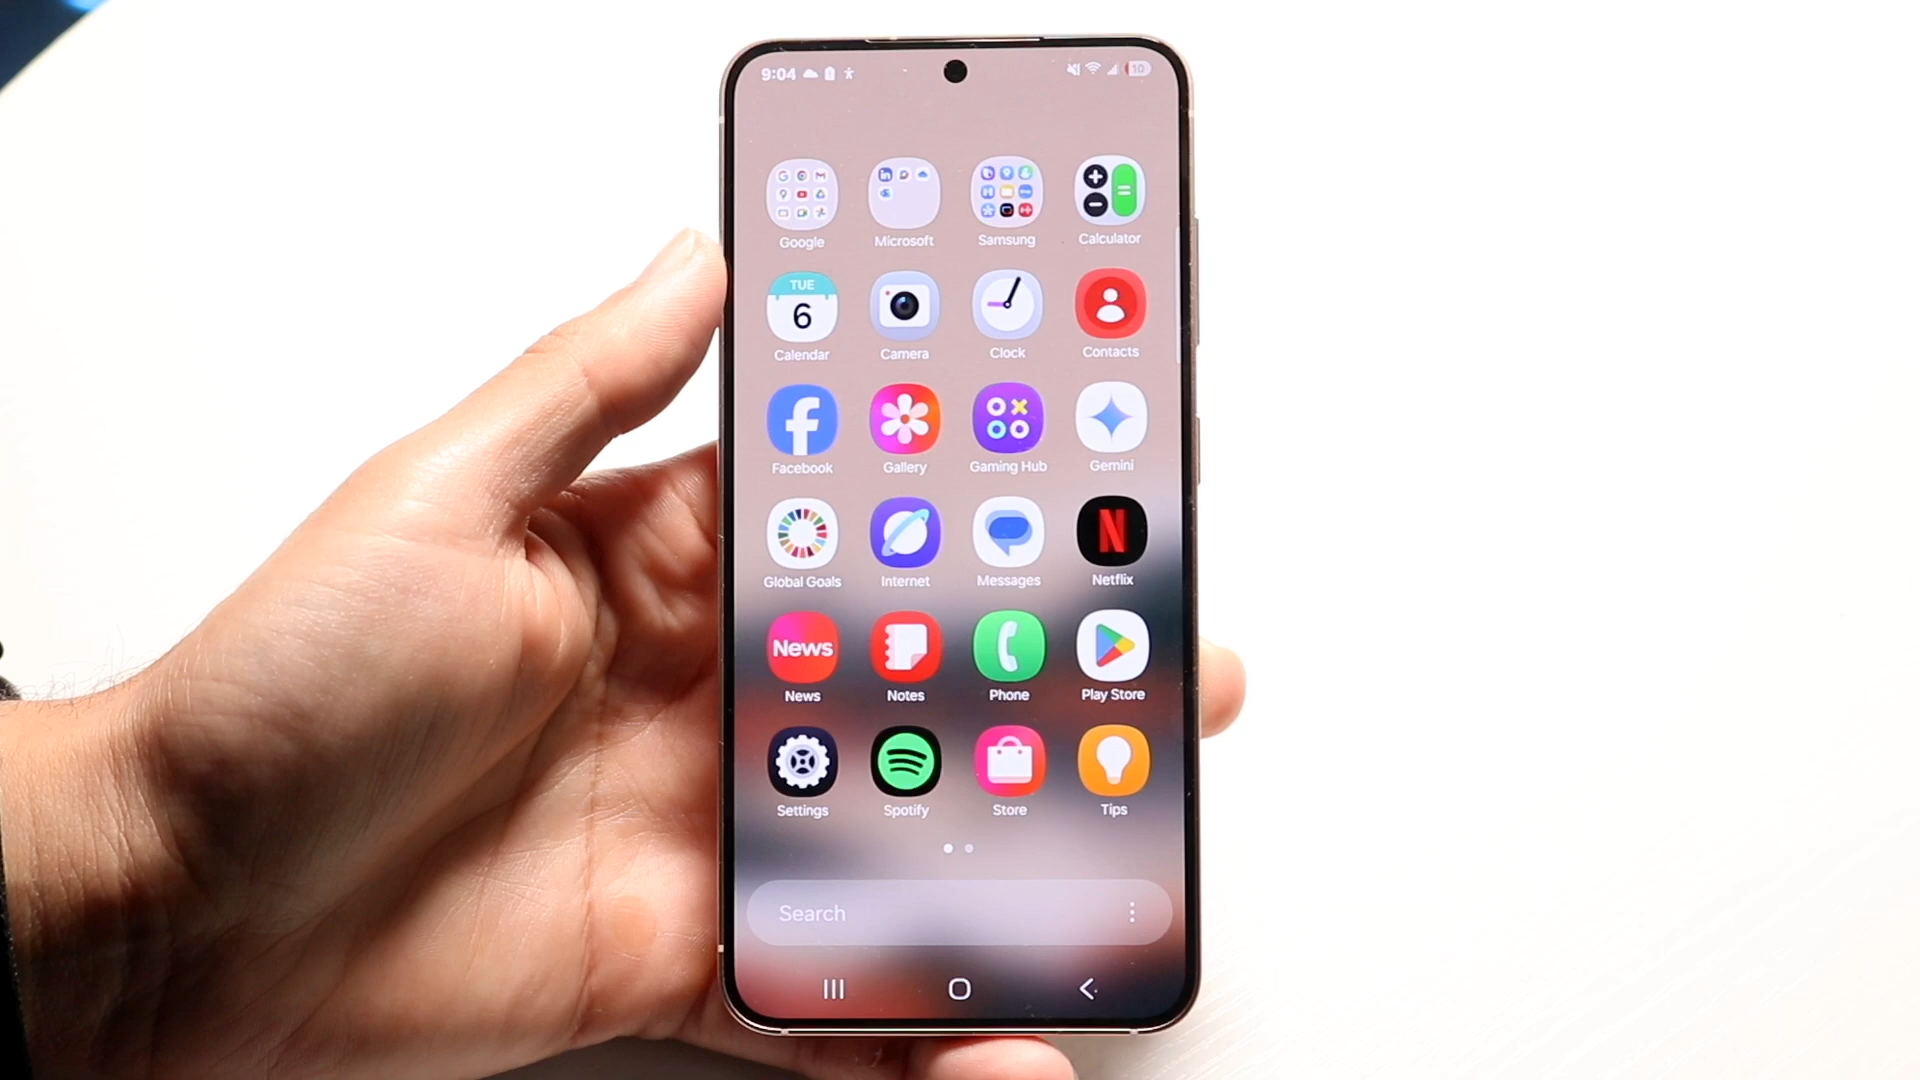 9:04 10
Google Microsoft Samsung Calculator
TUE
6
Calendar Camera Clock Contacts
Facebook Gallery Gaming Hub Gemini
Global Goals Internet Messages Netflix
News
News Notes Phone Play Store
Settings Spotify Store Tips
Search